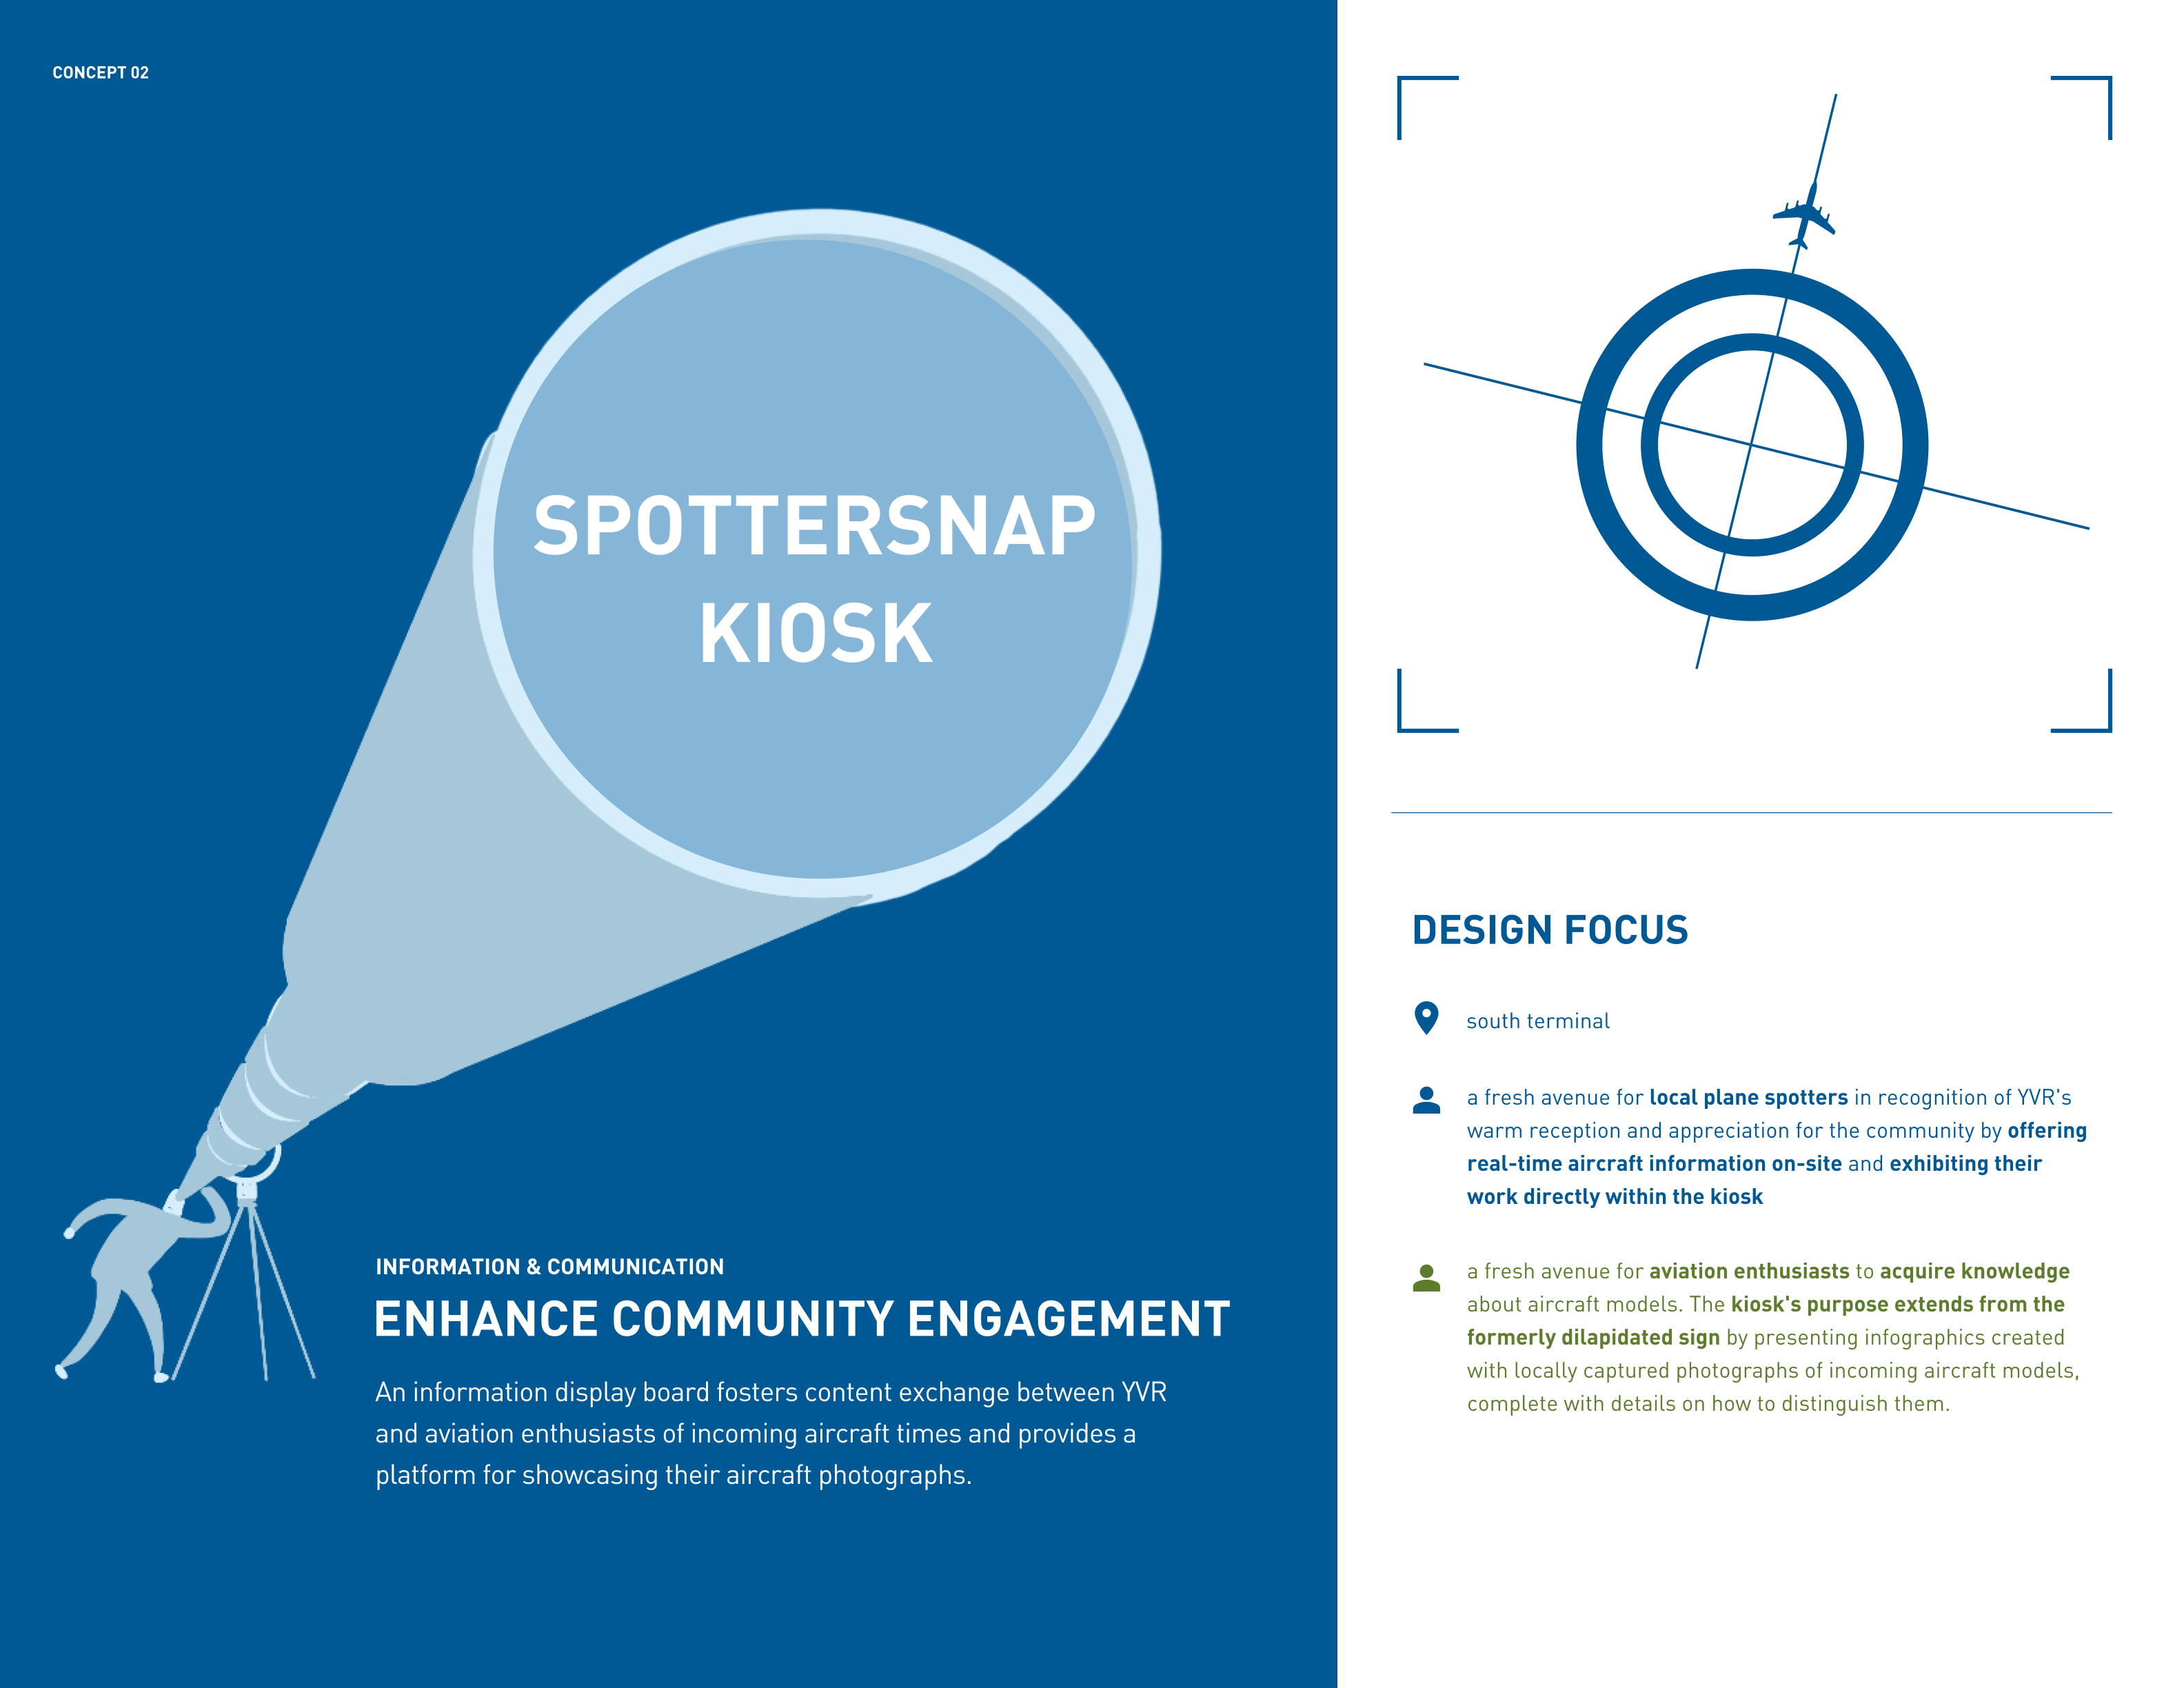 CONCEPT 02
SPOTTERSNAP
KIOSK
INFORMATION & COMMUNICATION
ENHANCE COMMUNITY ENGAGEMENT
An information display board fosters content exchange between YVR
and aviation enthusiasts of incoming aircraft times and provides a
platform for showcasing their aircraft photographs.
DESIGN FOCUS
south terminal
a fresh avenue for local plane spotters in recognition of YVR's
warm reception and appreciation for the community by offering
real-time aircraft information on-site and exhibiting their
work directly within the kiosk
a fresh avenue for aviation enthusiasts to acquire knowledge
about aircraft models. The kiosk's purpose extends from the
formerly dilapidated sign by presenting infographics created
with locally captured photographs of incoming aircraft models,
complete with details on how to distinguish them.